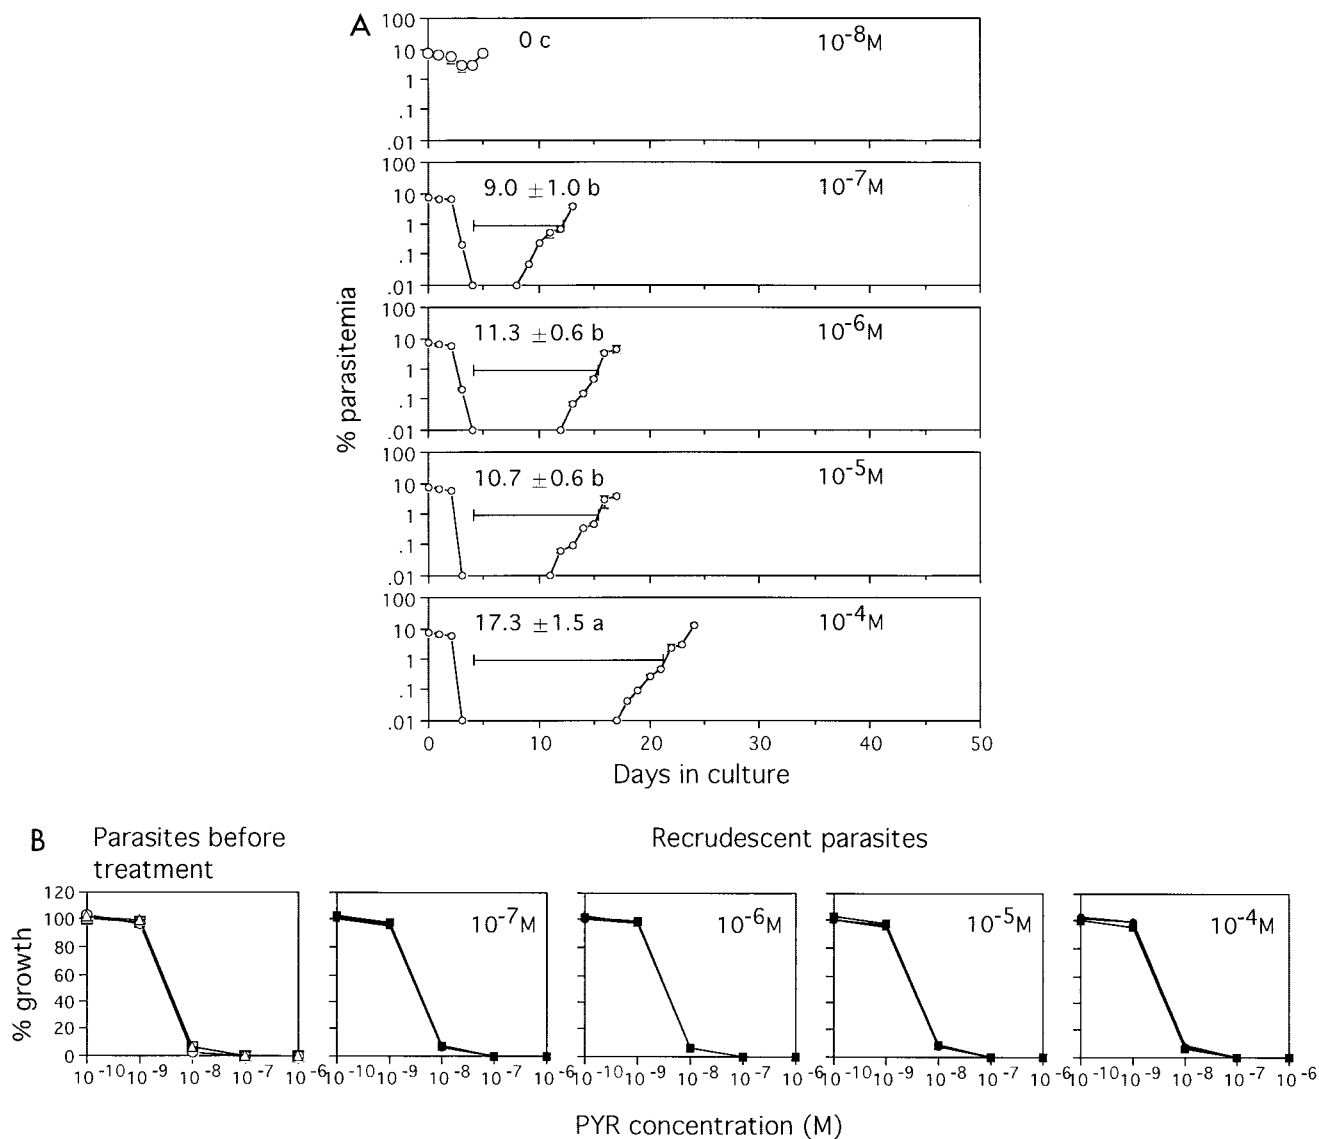 A
100
10
1
.1
.01
0 c
10⁻⁸M
100
10
1
.1
.01
9.0 ±1.0 b
10⁻⁷M
100
10
1
.1
.01
11.3 ±0.6 b
10⁻⁶M
100
10
1
.1
.01
10.7 ±0.6 b
10⁻⁵M
100
10
1
.1
.01
17.3 ±1.5 a
10⁻⁴M
% parasitemia
0 10 20 30 40 50
Days in culture
B
Parasites before
treatment
Recrudescent parasites
120
100
80
60
40
20
0
% growth
10⁻⁷M
10⁻⁶M
10⁻⁵M
10⁻⁴M
10⁻¹⁰ 10⁻⁹ 10⁻⁸ 10⁻⁷ 10⁻⁶
10⁻¹⁰ 10⁻⁹ 10⁻⁸ 10⁻⁷ 10⁻⁶
10⁻¹⁰ 10⁻⁹ 10⁻⁸ 10⁻⁷ 10⁻⁶
10⁻¹⁰ 10⁻⁹ 10⁻⁸ 10⁻⁷ 10⁻⁶
10⁻¹⁰ 10⁻⁹ 10⁻⁸ 10⁻⁷ 10⁻⁶
PYR concentration (M)